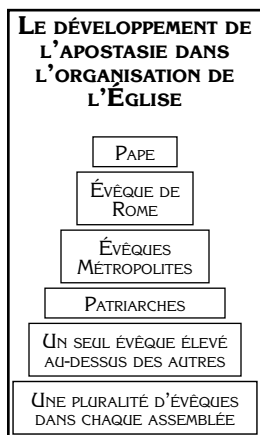 Le développement de
l'apostasie dans
l'organisation de
l'Église
Pape
Évêque de
Rome
Évêques
Métropolites
Patriarches
Un seul évêque élevé
au-dessus des autres
Une pluralité d'évêques
dans chaque assemblée